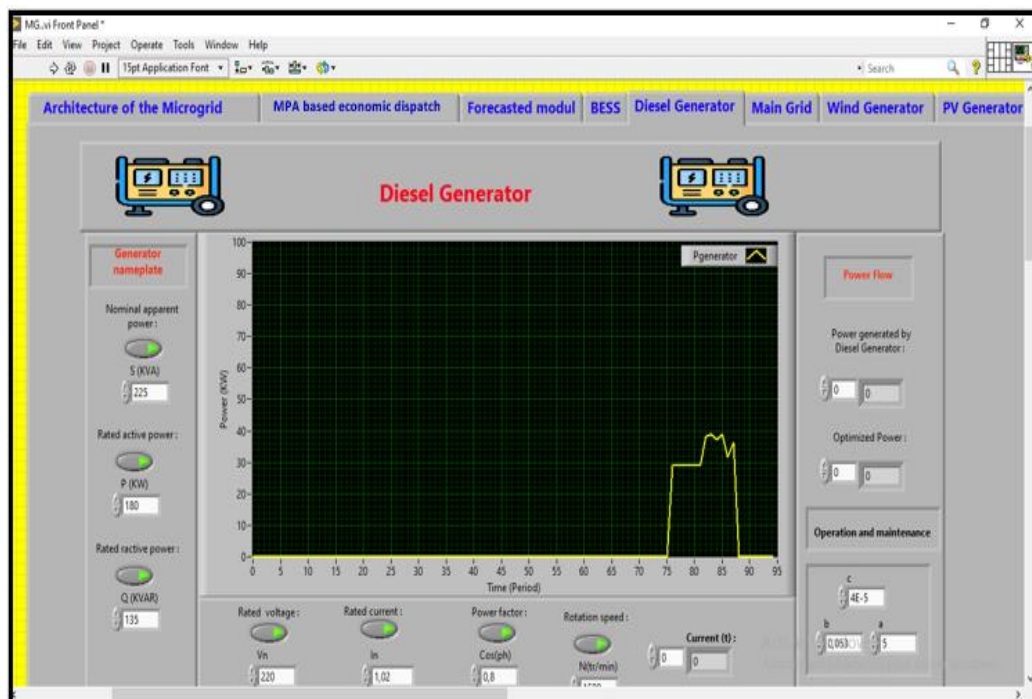 MG..vi Front Panel *
File Edit View Project Operate Tools Window Help
15pt Application Font
Search
Architecture of the Microgrid MPA based economic dispatch Forecasted modul BESS Diesel Generator Main Grid Wind Generator PV Generator
Diesel Generator
Generator
nameplate
Nominal apparent
power :
S (KVA)
225
Rated active power :
P (KW)
180
Rated ractive power :
Q (KVAR)
135
Pgenerator
Power (KW)
100
90
80
70
60
50
40
30
20
10
0
0 5 10 15 20 25 30 35 40 45 50 55 60 65 70 75 80 85 90 95
Time (Period)
Power flow
Power generated by
Diesel Generator :
0 0
Optimized Power :
0 0
Operation and maintenance
c
4E-5
b a
0,053 5
Rated voltage : Rated current : Power factor : Rotation speed :
Vn In Cos(ph) N(tr/min)
220 1,02 0,8
Current (t) :
0 0